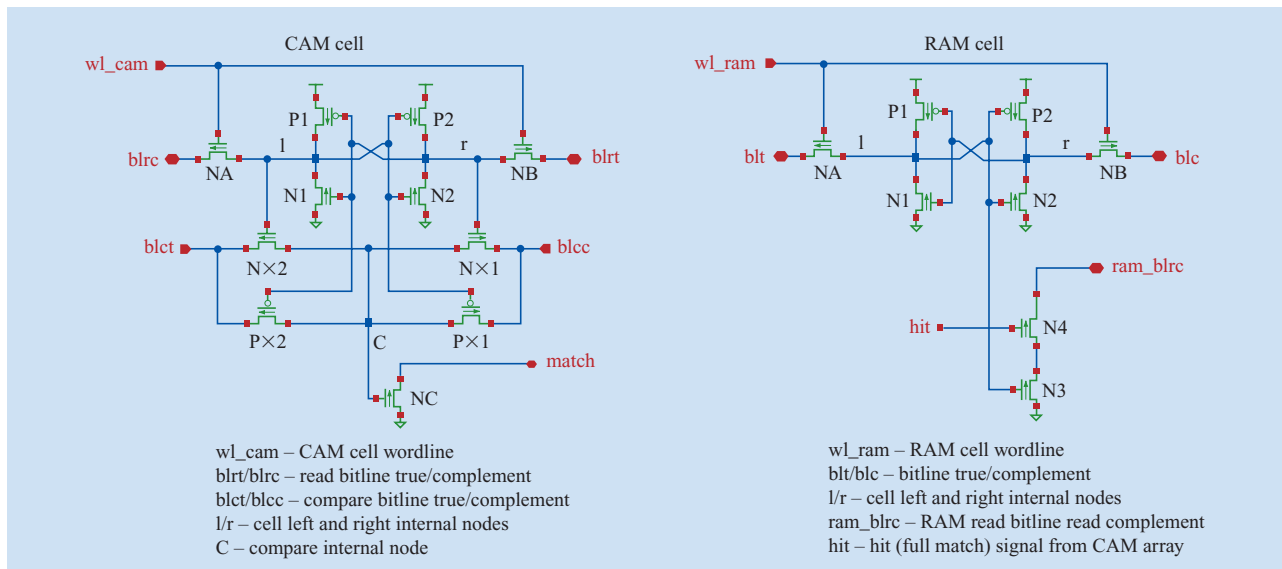 CAM cell
wl_cam
P1
P2
l
r
blrc
NA
NB
blrt
N1
N2
blct
N×2
N×1
blcc
P×2
P×1
C
match
NC
wl_cam – CAM cell wordline
blrt/blrc – read bitline true/complement
blct/blcc – compare bitline true/complement
l/r – cell left and right internal nodes
C – compare internal node
RAM cell
wl_ram
P1
P2
l
r
blt
NA
NB
blc
N1
N2
ram_blrc
hit
N4
N3
wl_ram – RAM cell wordline
blt/blc – bitline true/complement
l/r – cell left and right internal nodes
ram_blrc – RAM read bitline read complement
hit – hit (full match) signal from CAM array